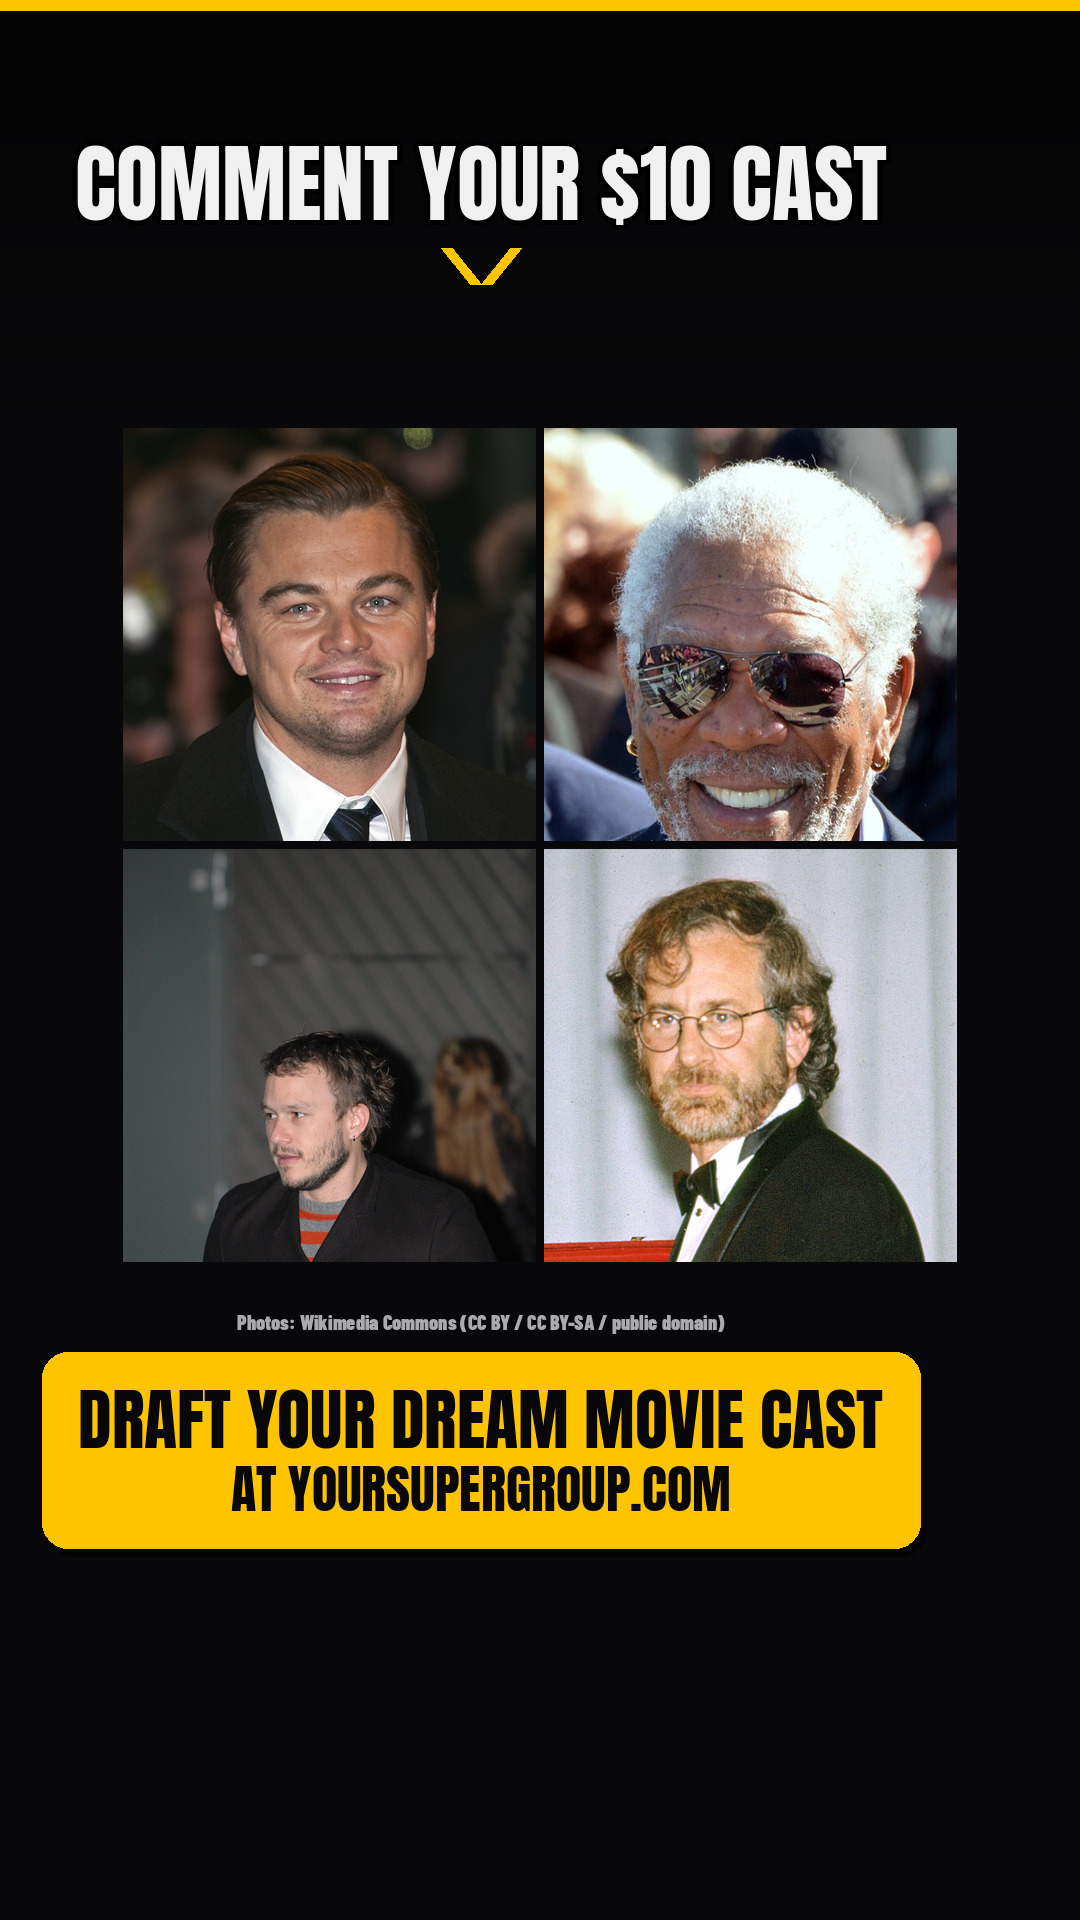 COMMENT YOUR $10 CAST
Photos: Wikimedia Commons (CC BY / CC BY-SA / public domain)
DRAFT YOUR DREAM MOVIE CAST
AT YOURSUPERGROUP.COM